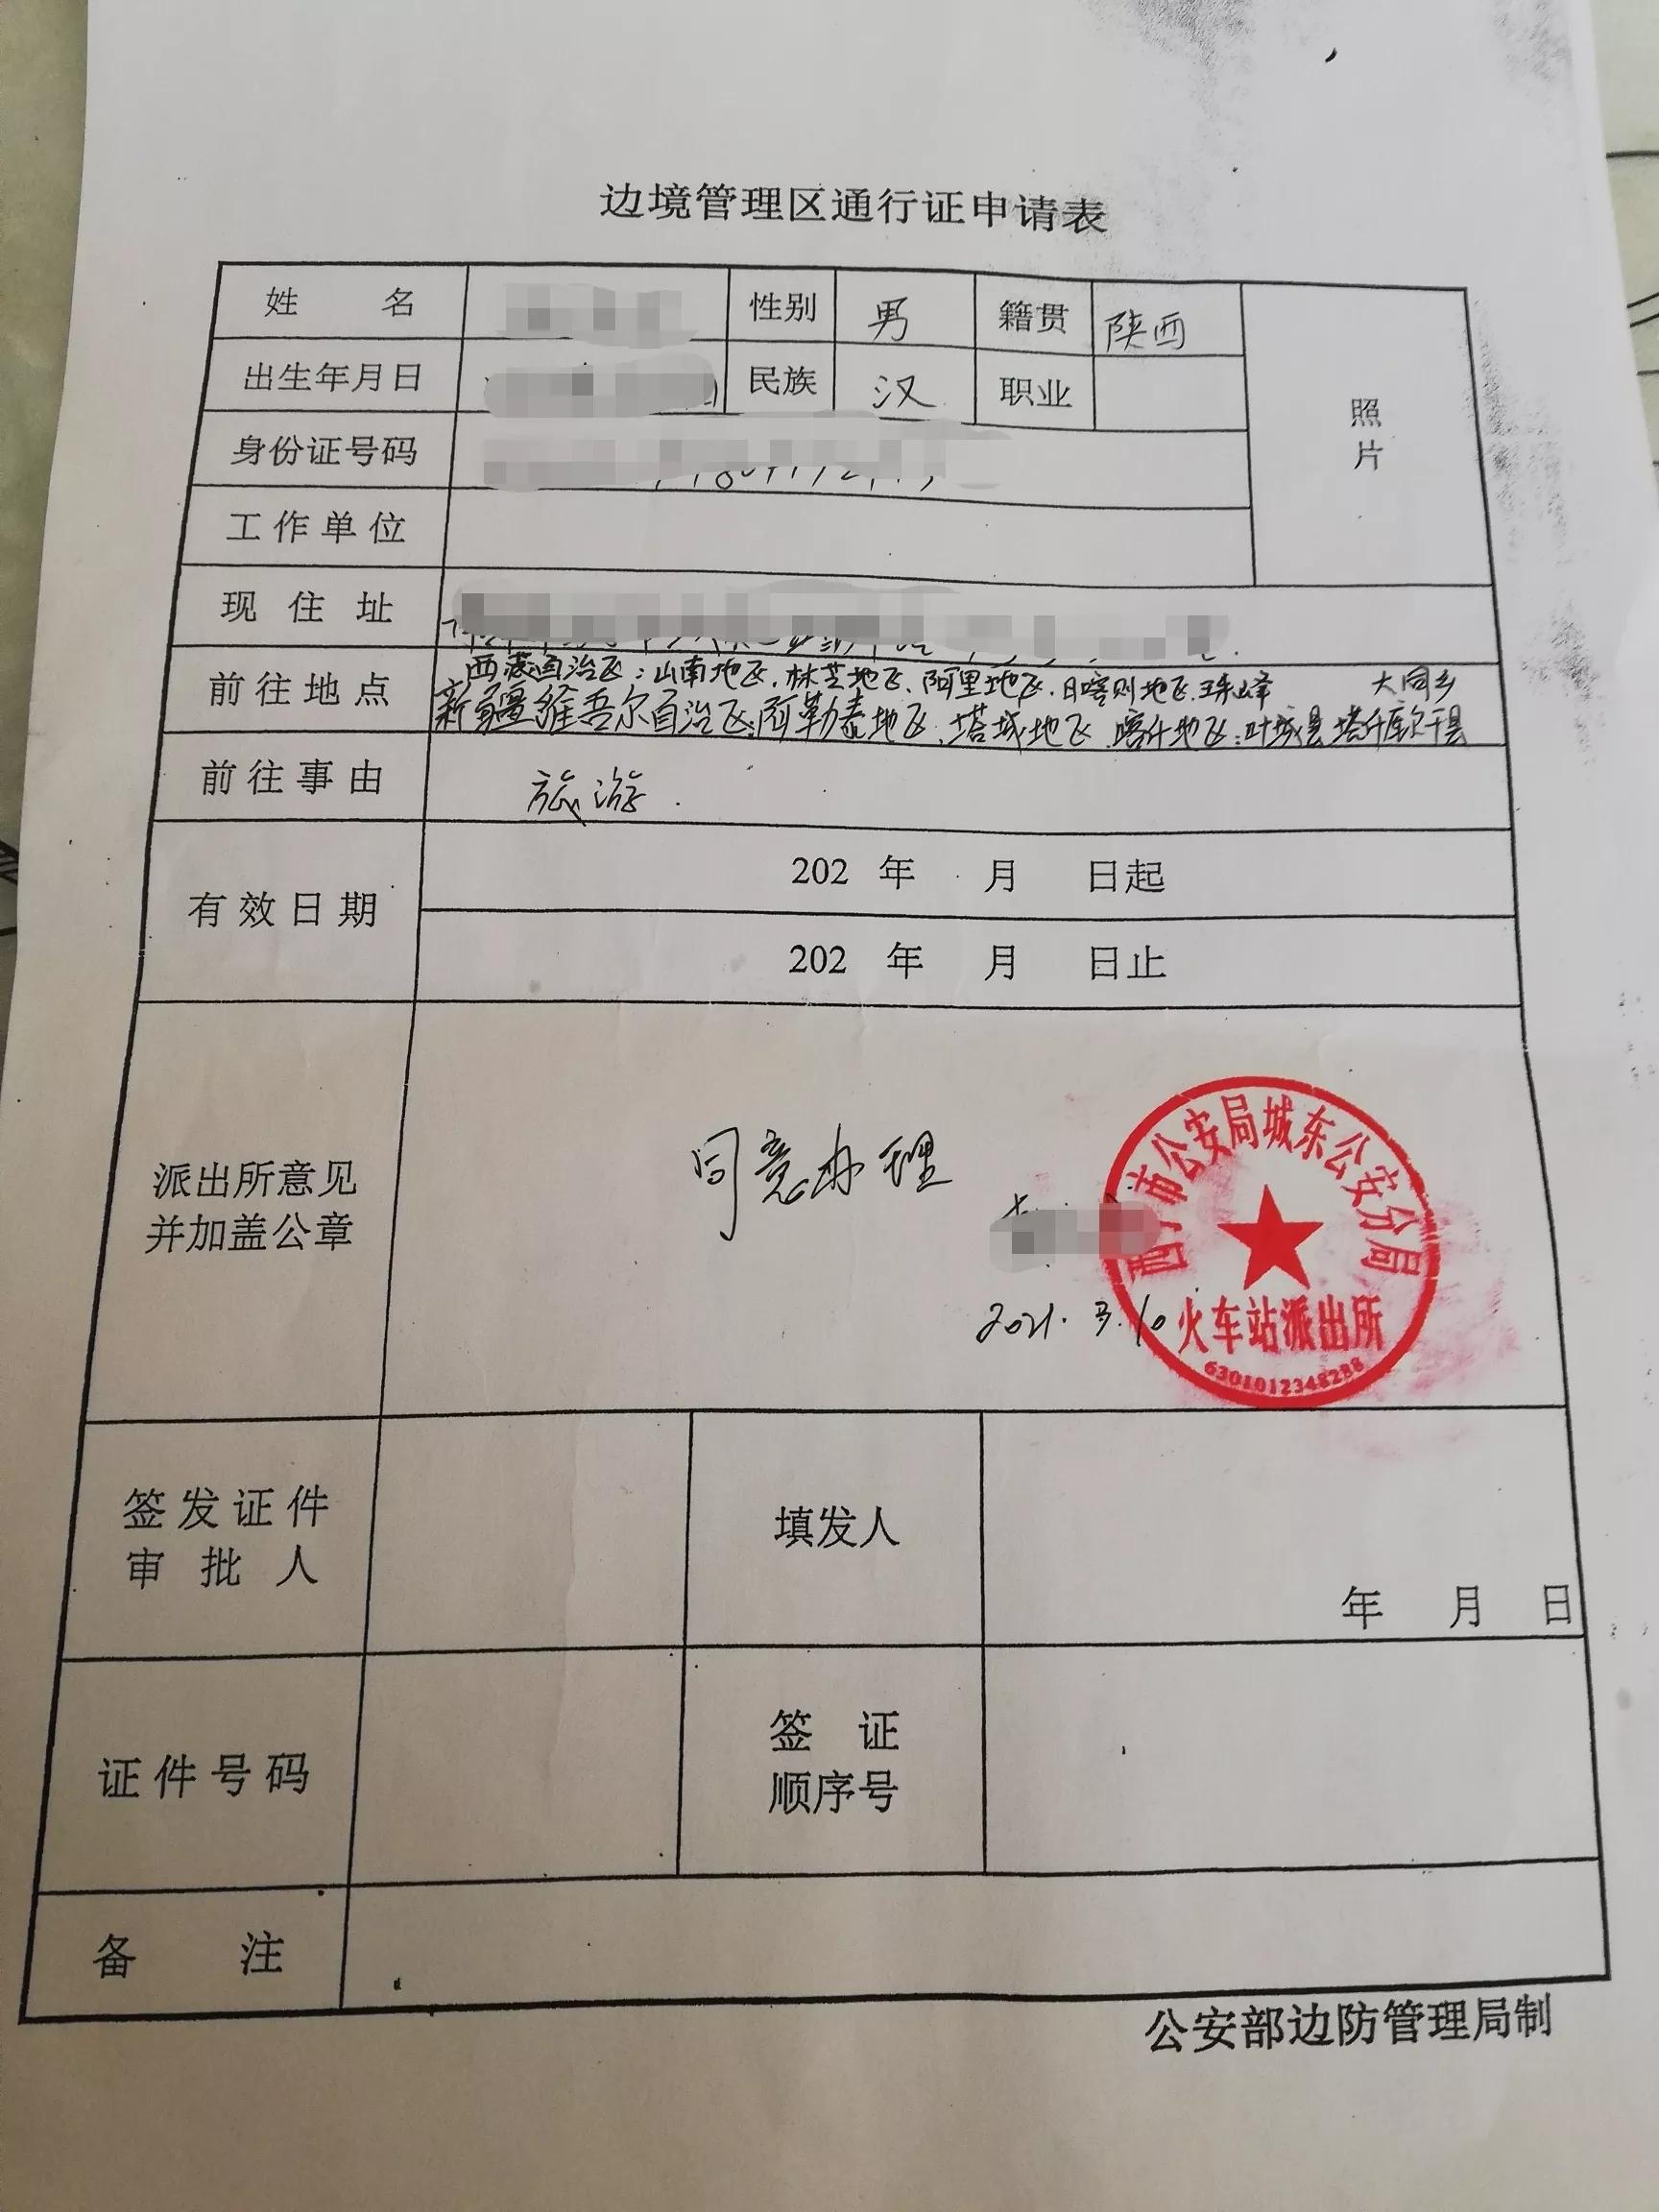 边境管理区通行证申请表
姓 名 性别 男 籍贯 陕西
出生年月日 民族 汉 职业
照片
身份证号码
工作单位
现住址
前往地点 西藏自治区:山南地区、林芝地区、阿里地区、日喀则地区、珠峰 大同乡
新疆维吾尔自治区:阿勒泰地区、塔城地区、喀什地区:叶城县 塔什库尔干县
前往事由 旅游.
有效日期 202 年 月 日起
202 年 月 日止
派出所意见
并加盖公章
同意办理
2021.3.10
西宁市公安局城东公安分局
火车站派出所
6301012348288
签发证件
审批人
填发人
年 月 日
证件号码
签证
顺序号
备 注
公安部边防管理局制